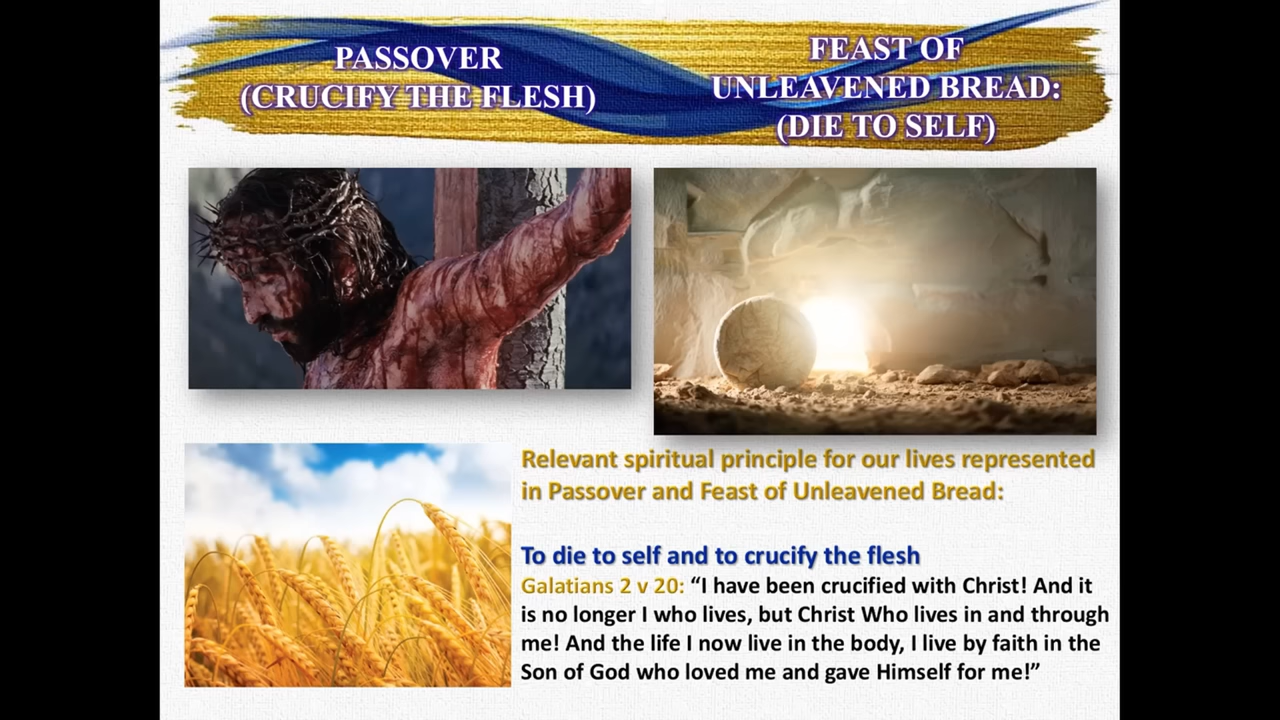 PASSOVER
(CRUCIFY THE FLESH)
FEAST OF
UNLEAVENED BREAD:
(DIE TO SELF)
Relevant spiritual principle for our lives represented
in Passover and Feast of Unleavened Bread:
To die to self and to crucify the flesh
Galatians 2 v 20: “I have been crucified with Christ! And it
is no longer I who lives, but Christ Who lives in and through
me! And the life I now live in the body, I live by faith in the
Son of God who loved me and gave Himself for me!”